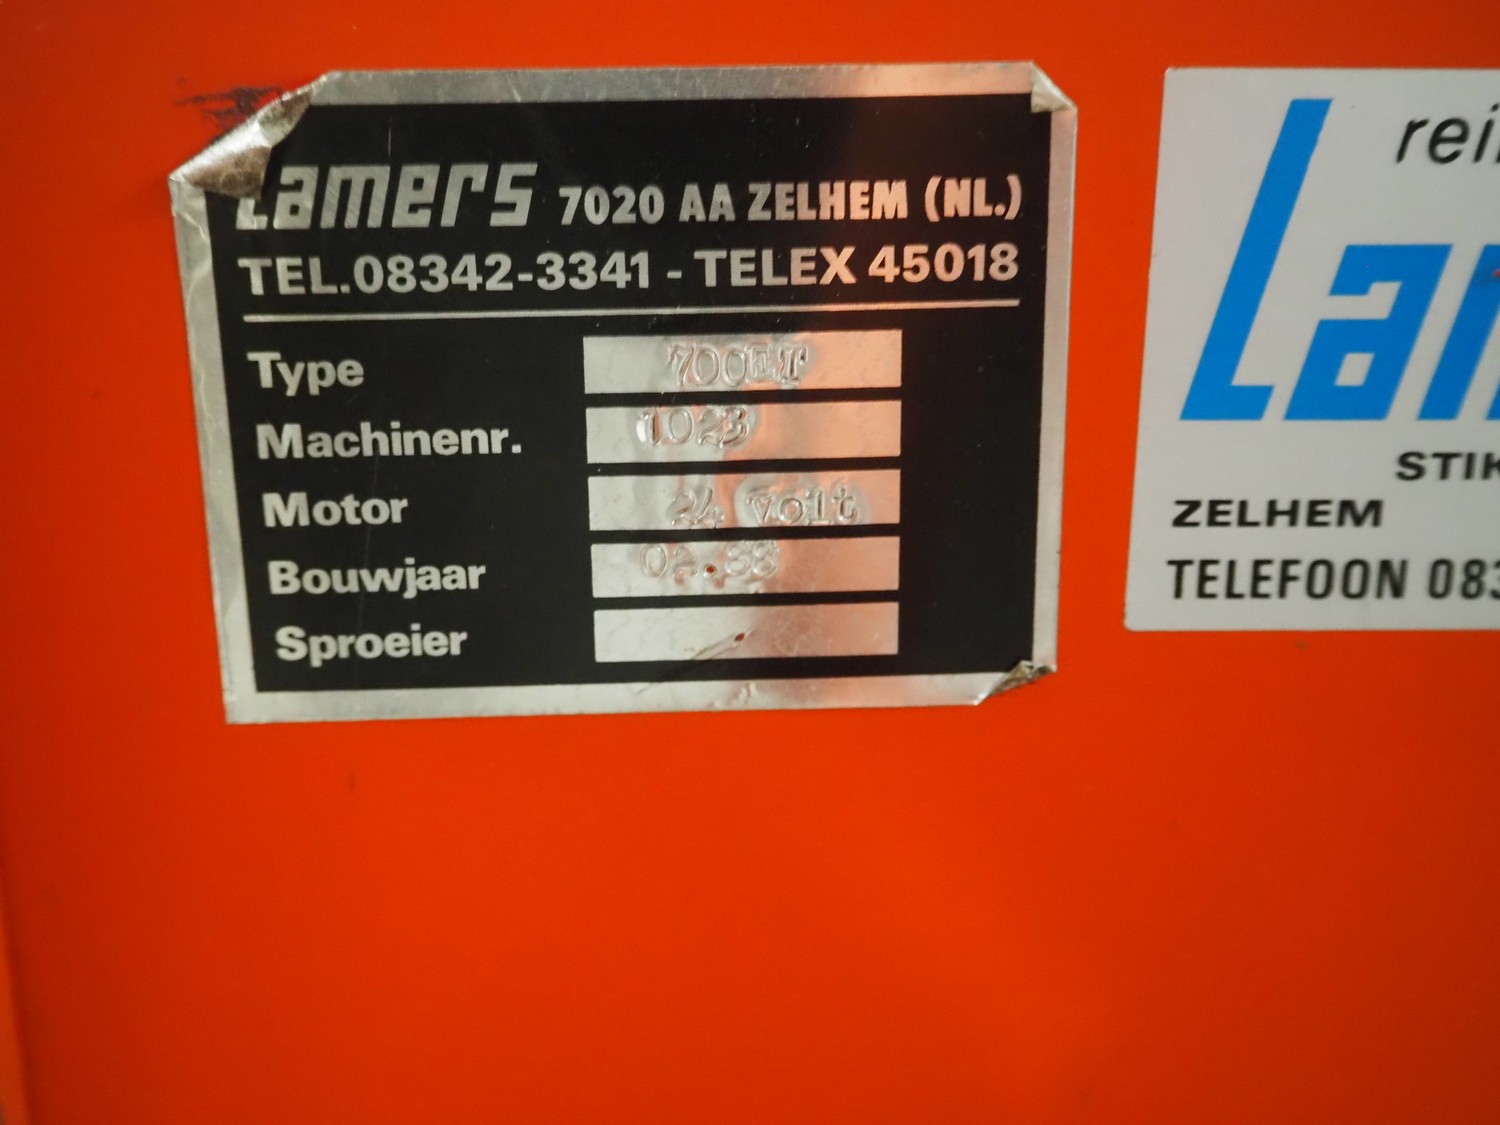 Lamers 7020 AA ZELHEM (NL.)
TEL.08342-3341 - TELEX 45018
Type 700ET
Machinenr. 1023
Motor 24 volt
Bouwjaar 02.88
Sproeier
rei
Lam
STIK
ZELHEM
TELEFOON 083